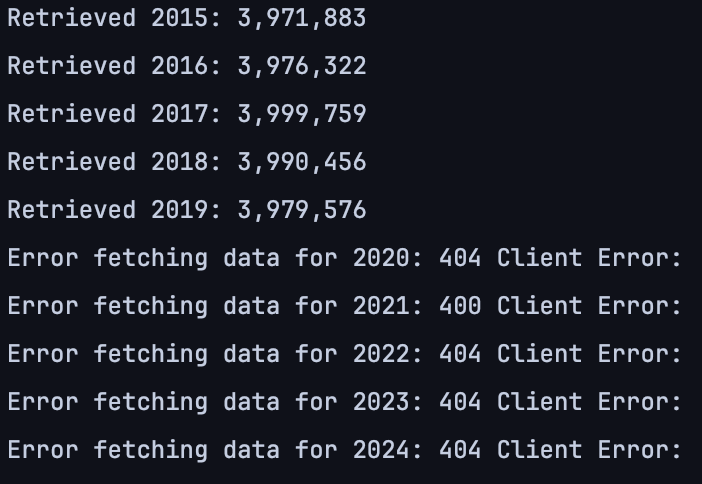 Retrieved 2015: 3,971,883
Retrieved 2016: 3,976,322
Retrieved 2017: 3,999,759
Retrieved 2018: 3,990,456
Retrieved 2019: 3,979,576
Error fetching data for 2020: 404 Client Error:
Error fetching data for 2021: 400 Client Error:
Error fetching data for 2022: 404 Client Error:
Error fetching data for 2023: 404 Client Error:
Error fetching data for 2024: 404 Client Error: